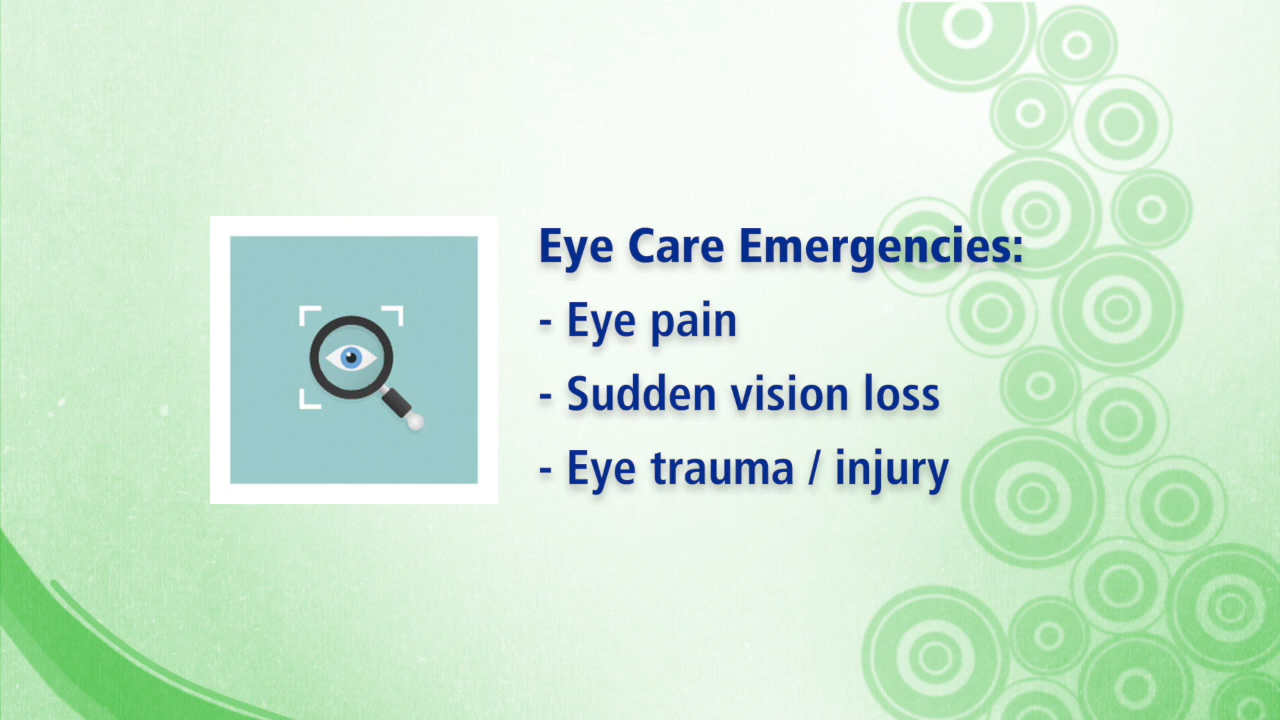 Eye Care Emergencies:
- Eye pain
- Sudden vision loss
- Eye trauma / injury